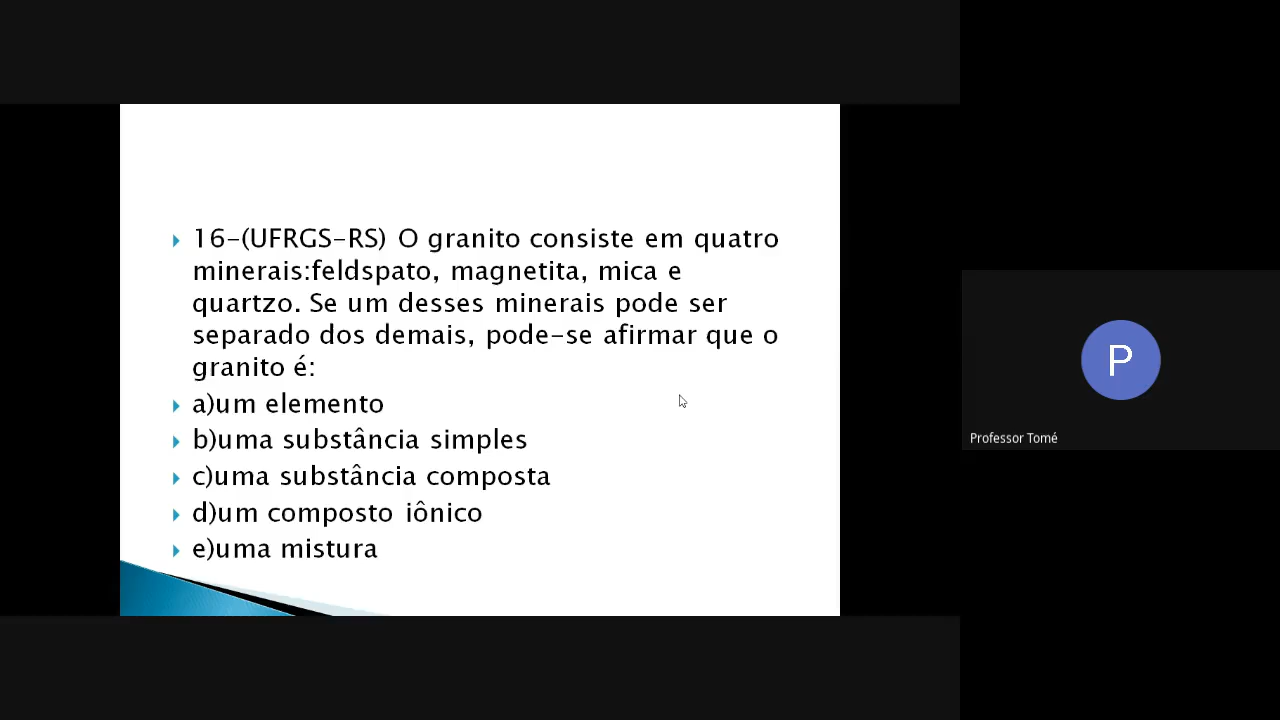 16-(UFRGS-RS) O granito consiste em quatro
minerais:feldspato, magnetita, mica e
quartzo. Se um desses minerais pode ser
separado dos demais, pode-se afirmar que o
granito é:
a)um elemento
b)uma substância simples
c)uma substância composta
d)um composto iônico
e)uma mistura
P
Professor Tomé